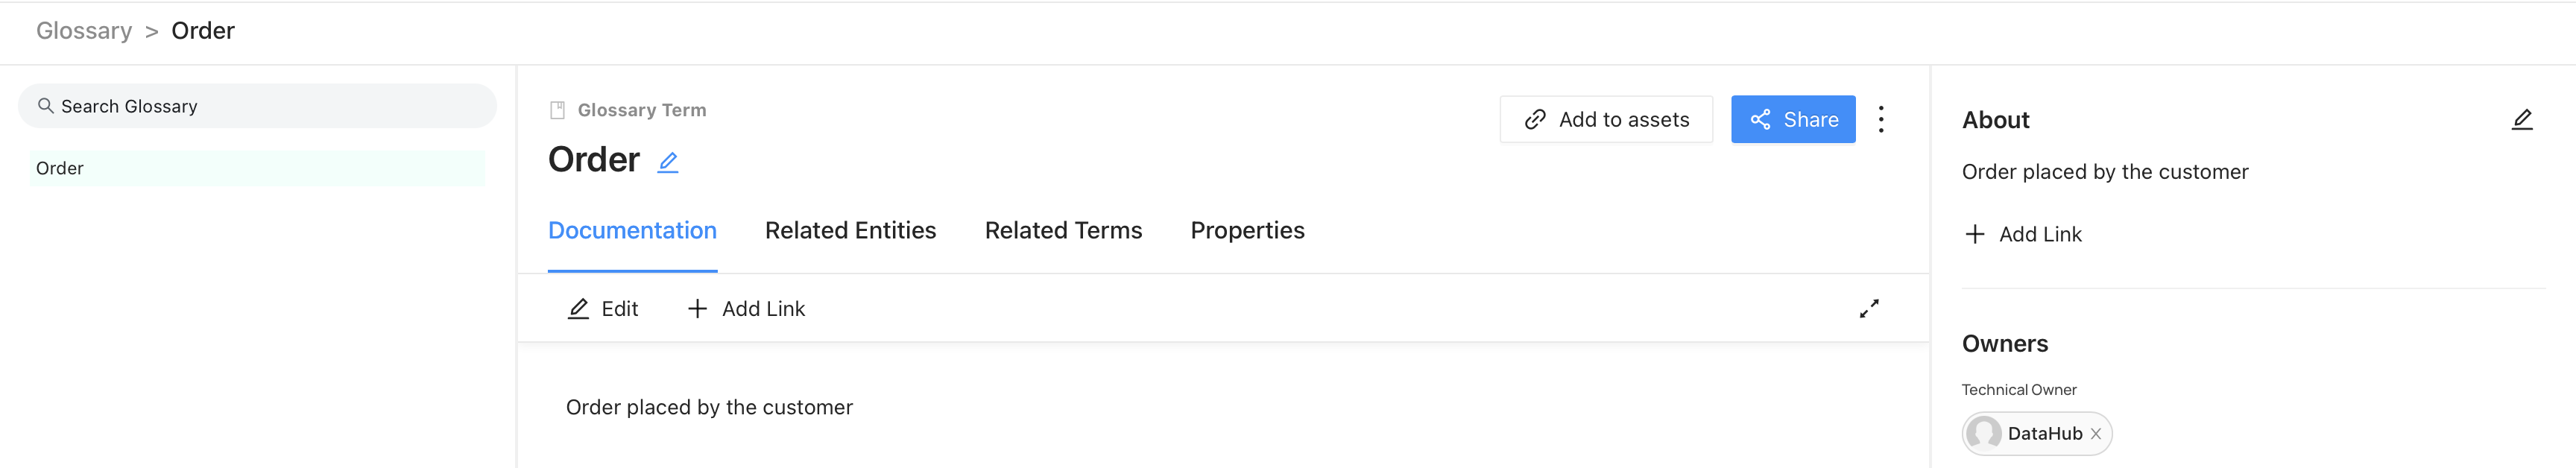 Glossary > Order
Search Glossary
Order
Glossary Term
Order
Add to assets
Share
Documentation
Related Entities
Related Terms
Properties
Edit
Add Link
Order placed by the customer
About
Order placed by the customer
Add Link
Owners
Technical Owner
DataHub